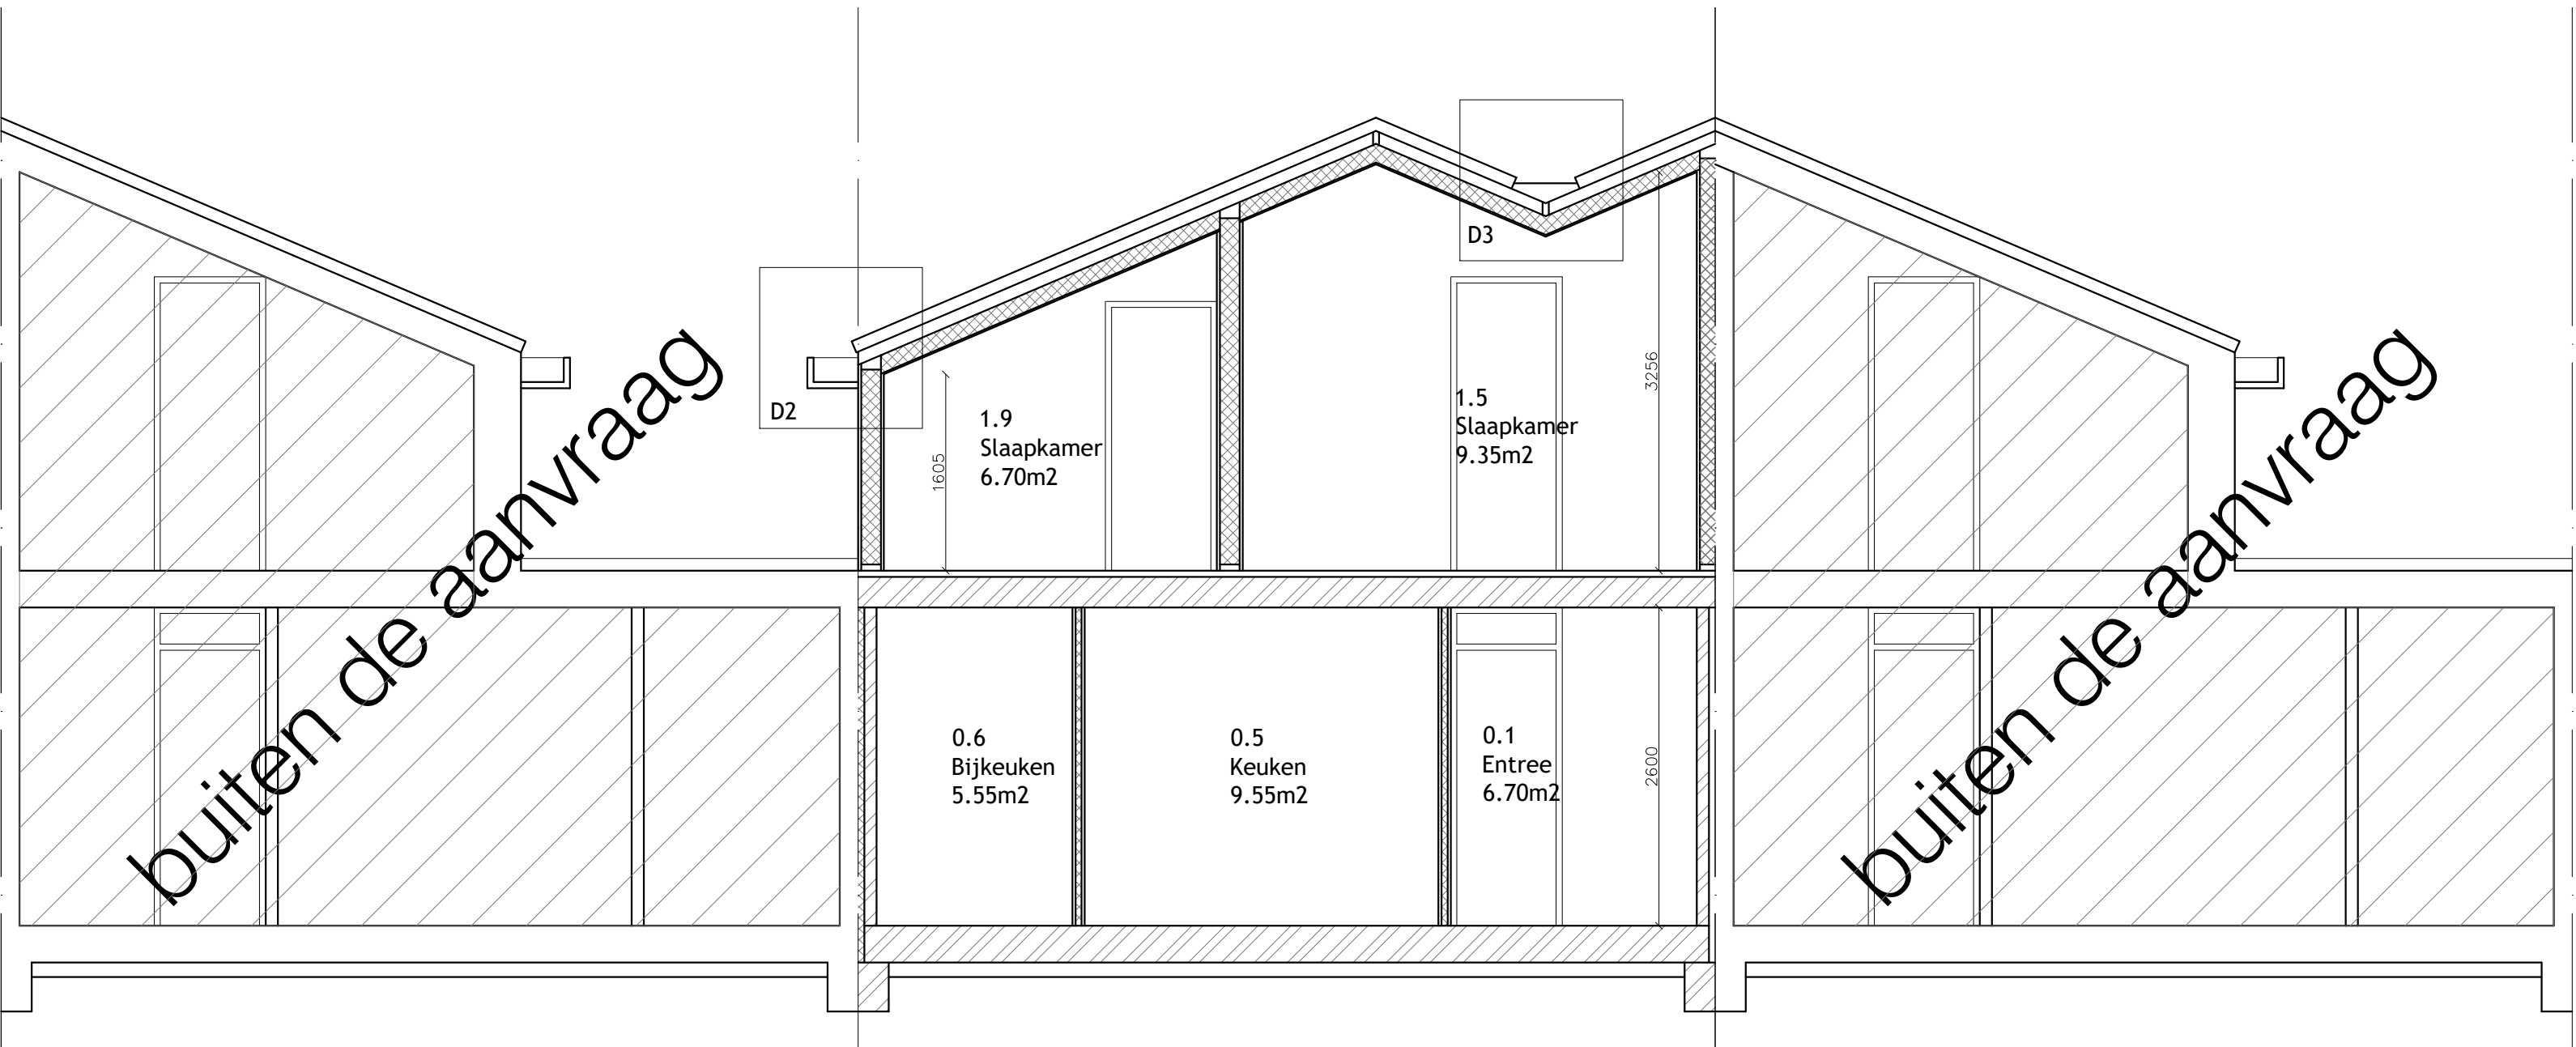 D3
D2
1.9
Slaapkamer
6.70m2
1605
1.5
Slaapkamer
9.35m2
3256
0.6
Bijkeuken
5.55m2
0.5
Keuken
9.55m2
0.1
Entree
6.70m2
2600
buiten de aanvraag
buiten de aanvraag